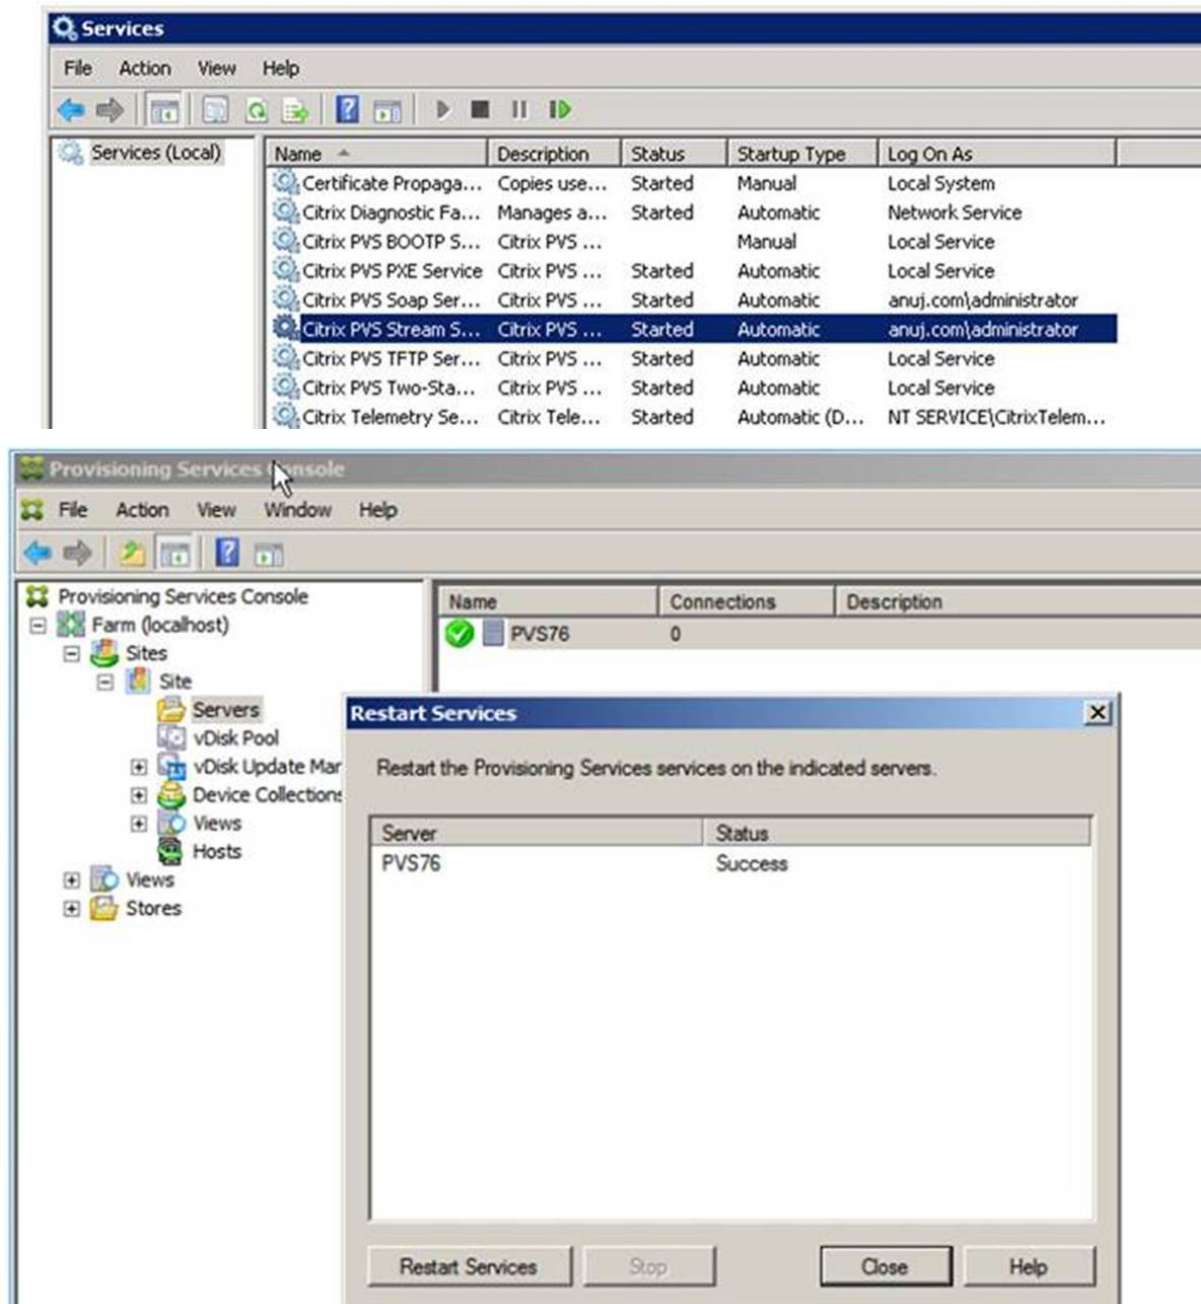 Services
File Action View Help
Services (Local)
Name Description Status Startup Type Log On As
Certificate Propaga... Copies use... Started Manual Local System
Citrix Diagnostic Fa... Manages a... Started Automatic Network Service
Citrix PVS BOOTP S... Citrix PVS ... Manual Local Service
Citrix PVS PXE Service Citrix PVS ... Started Automatic Local Service
Citrix PVS Soap Ser... Citrix PVS ... Started Automatic anuj.com\administrator
Citrix PVS Stream S... Citrix PVS ... Started Automatic anuj.com\administrator
Citrix PVS TFTP Ser... Citrix PVS ... Started Automatic Local Service
Citrix PVS Two-Sta... Citrix PVS ... Started Automatic Local Service
Citrix Telemetry Se... Citrix Tele... Started Automatic (D... NT SERVICE\CitrixTelem...
Provisioning Services Console
File Action View Window Help
Provisioning Services Console
Farm (localhost)
Sites
Site
Servers
vDisk Pool
vDisk Update Mar
Device Collections
Views
Hosts
Views
Stores
Name Connections Description
PVS76 0
Restart Services
Restart the Provisioning Services services on the indicated servers.
Server Status
PVS76 Success
Restart Services Stop Close Help